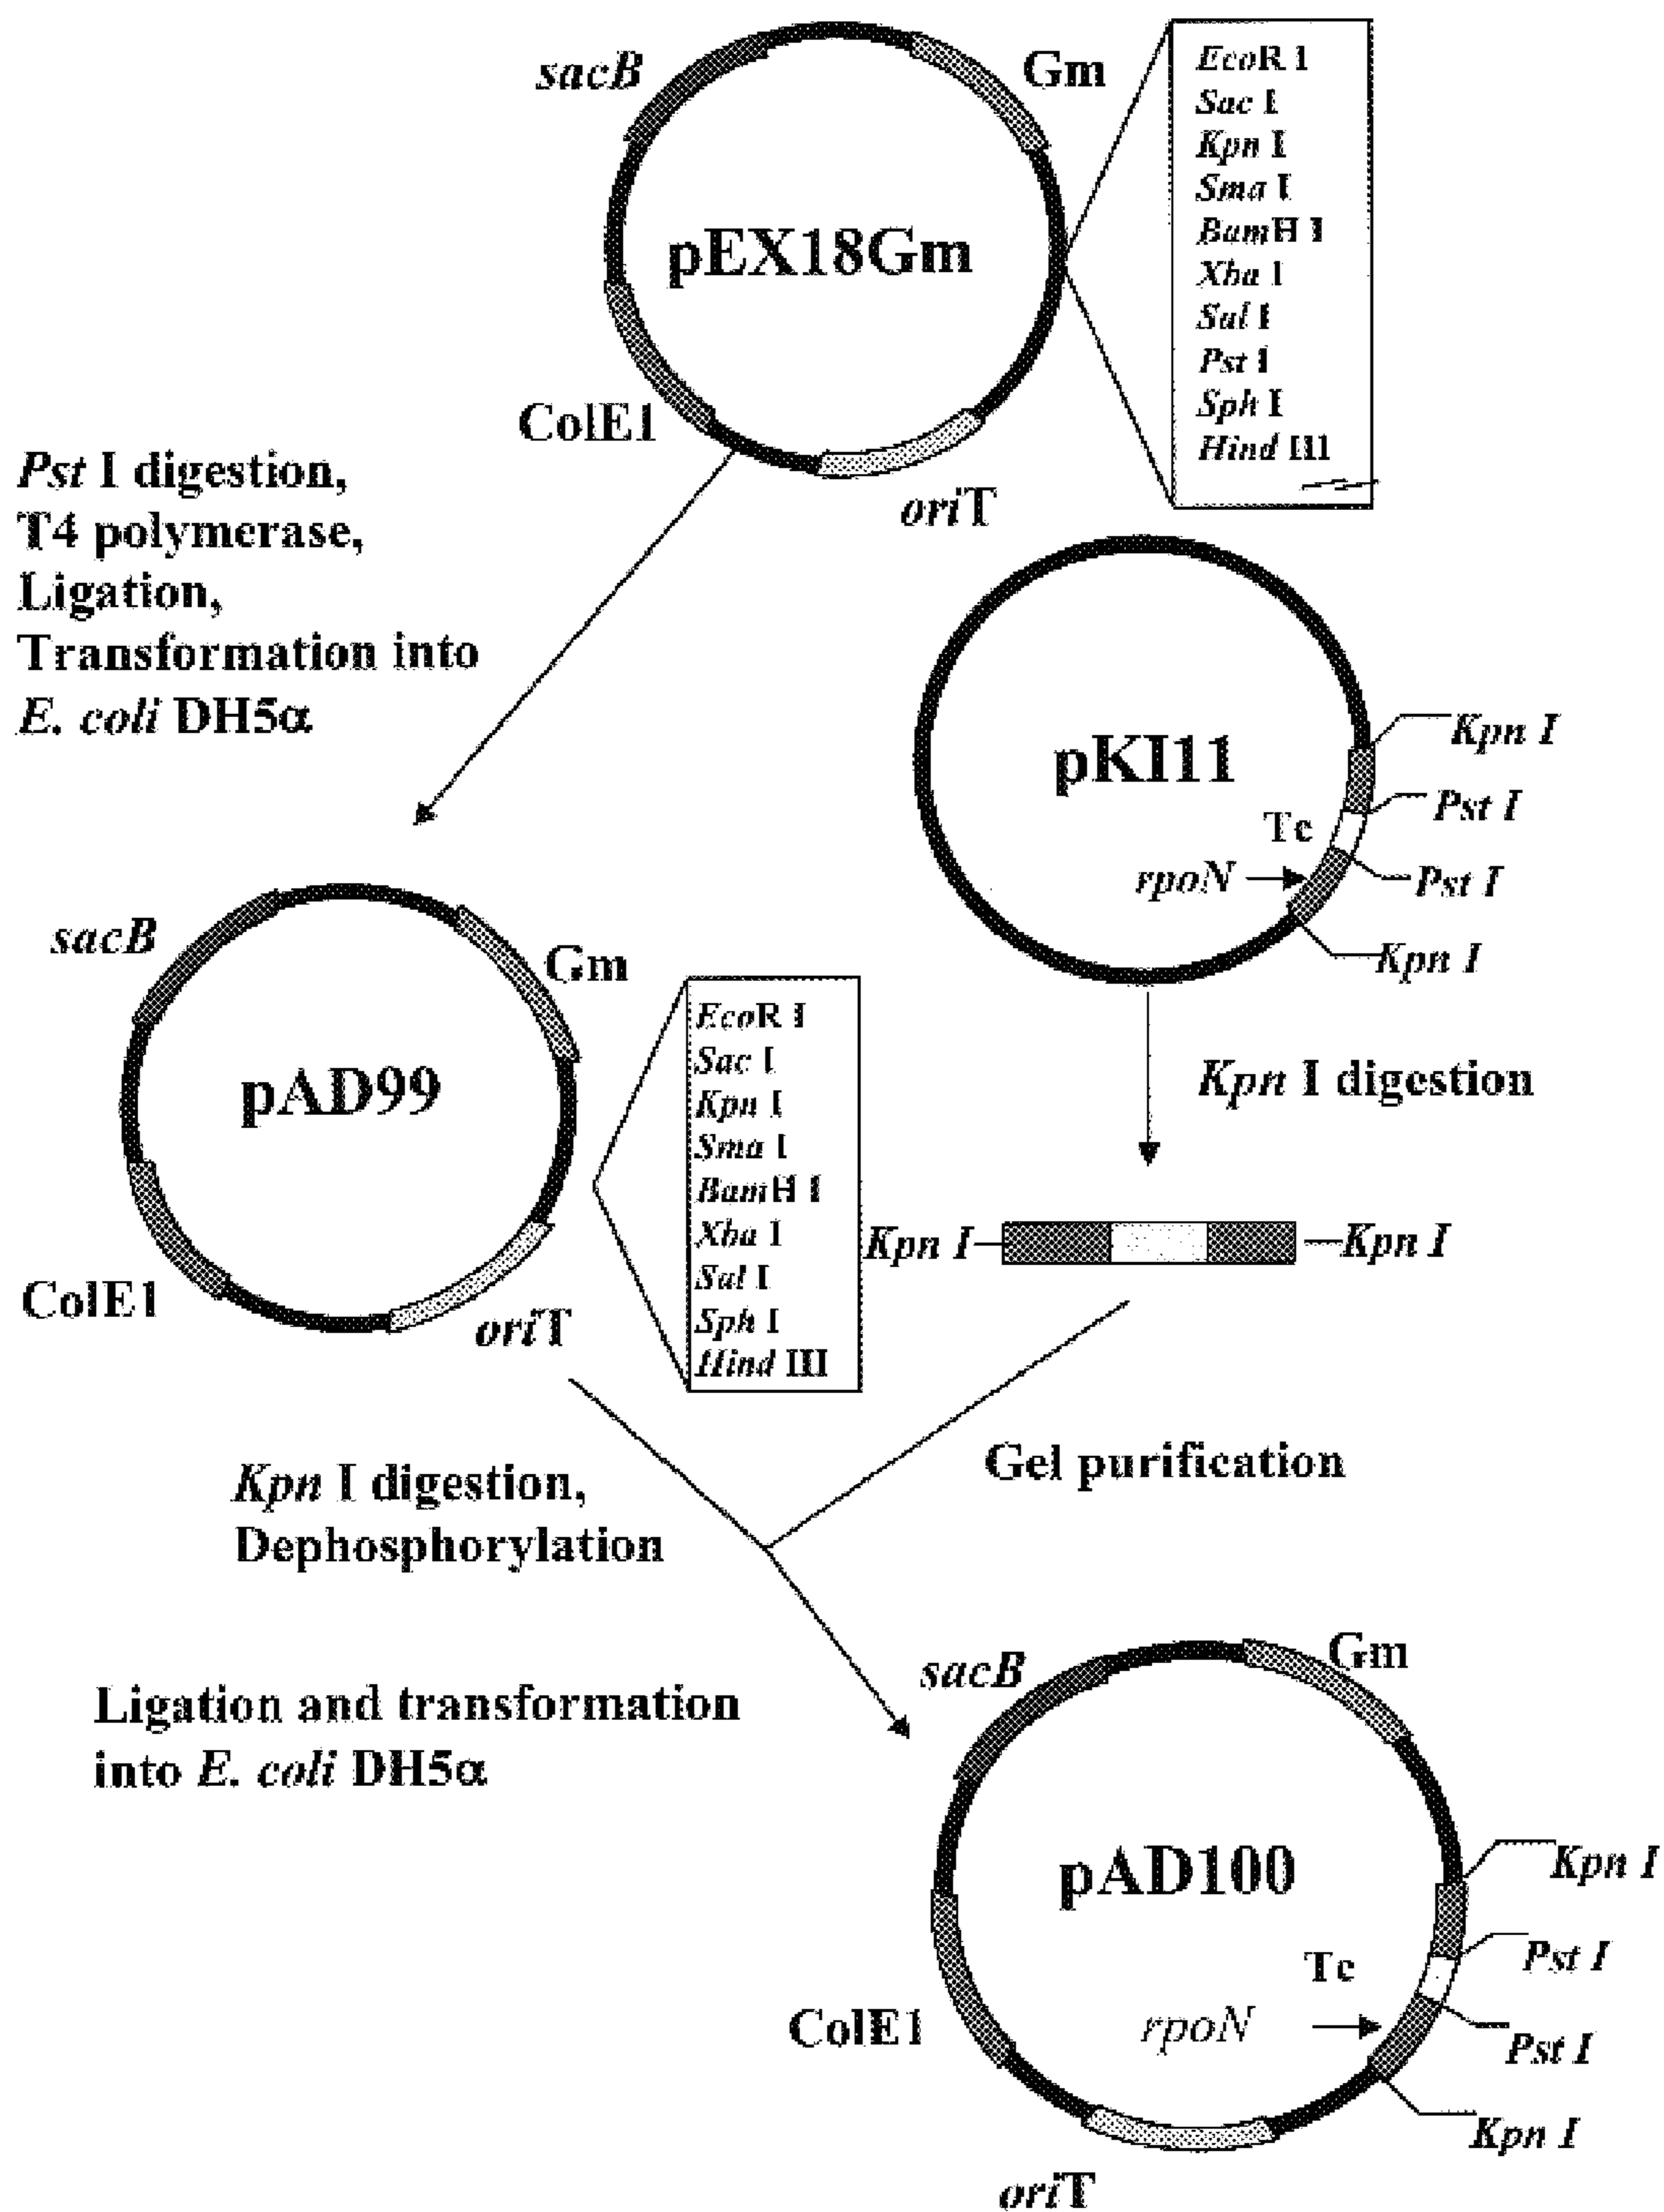 sacB
Gm
pEX18Gm
ColE1
oriT
EcoR I
Sac I
Kpn I
Sma I
BamH I
Xba I
Sal I
Pst I
Sph I
Hind III
Pst I digestion,
T4 polymerase,
Ligation,
Transformation into
E. coli DH5α
pKI11
Kpn I
Pst I
Tc
rpoN
Pst I
Kpn I
Kpn I digestion
Kpn I
Kpn I
Gel purification
sacB
Gm
pAD99
ColE1
oriT
EcoR I
Sac I
Kpn I
Sma I
BamH I
Xba I
Sal I
Sph I
Hind III
Kpn I digestion,
Dephosphorylation
Ligation and transformation
into E. coli DH5α
sacB
Gm
pAD100
Kpn I
Pst I
Tc
rpoN
Pst I
Kpn I
ColE1
oriT